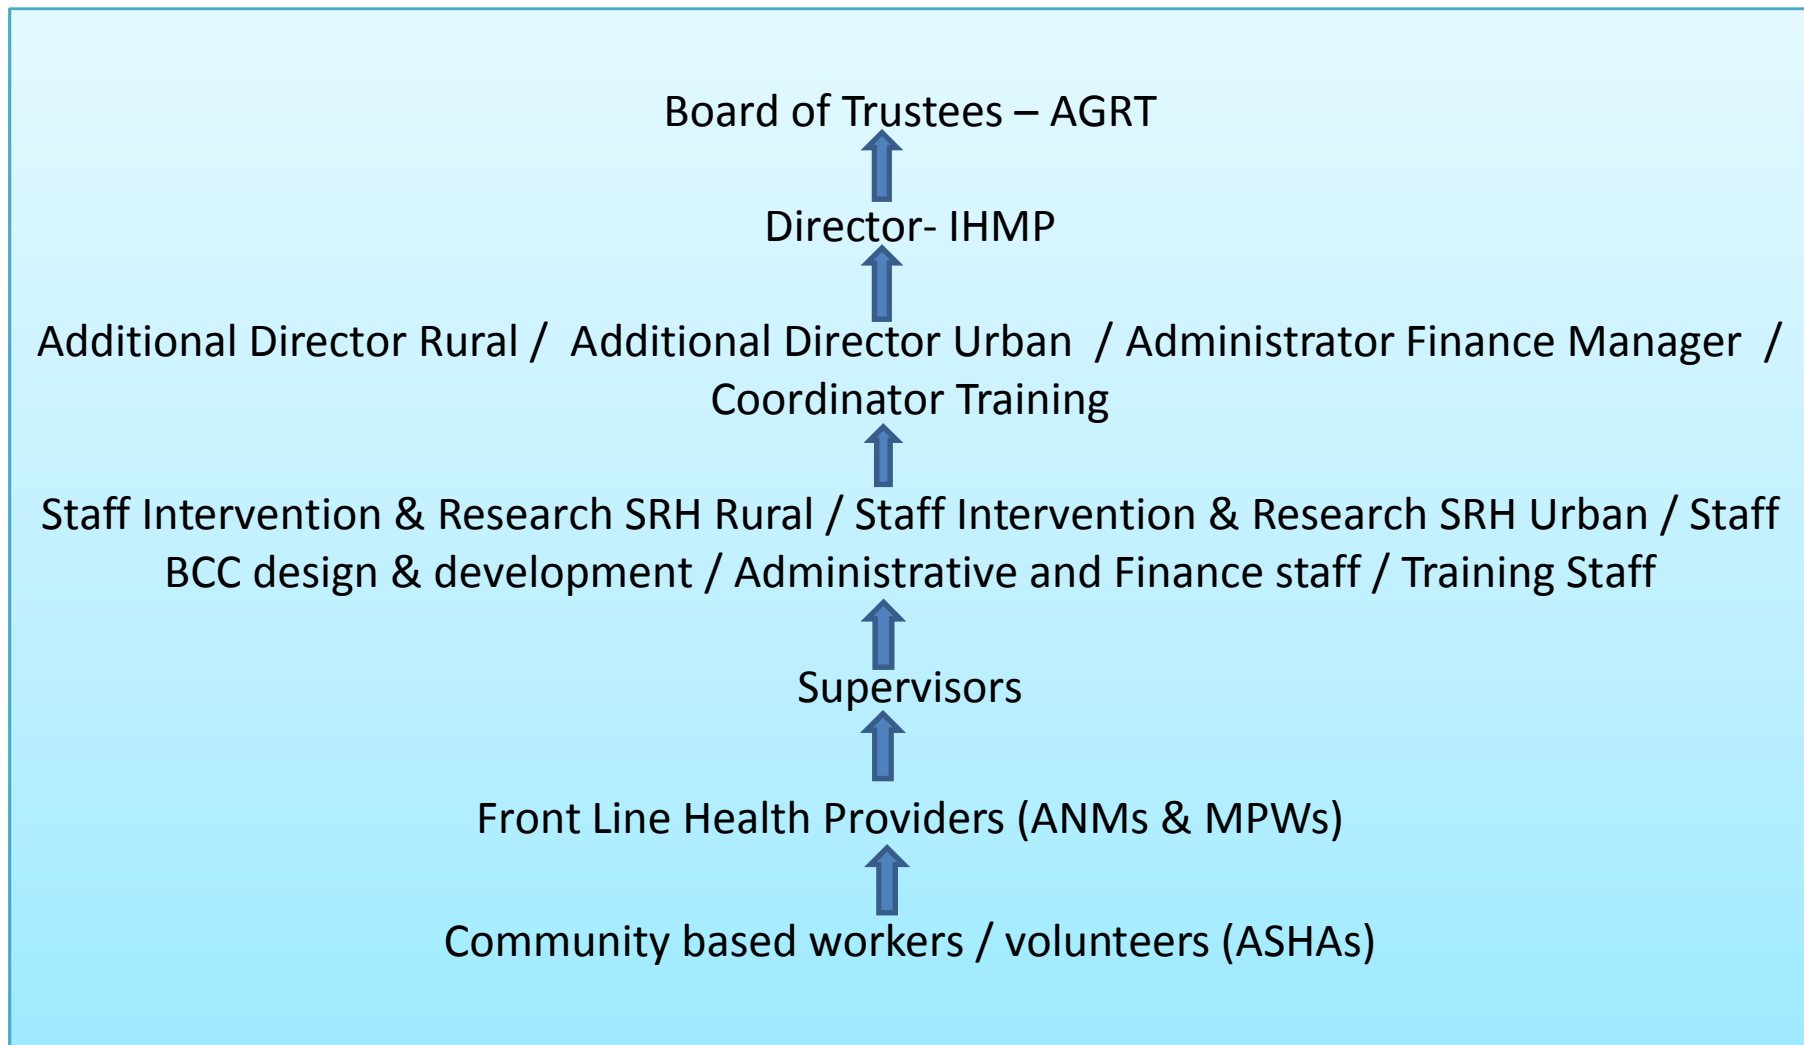 Board of Trustees – AGRT
Director- IHMP
Additional Director Rural / Additional Director Urban / Administrator Finance Manager /
Coordinator Training
Staff Intervention & Research SRH Rural / Staff Intervention & Research SRH Urban / Staff
BCC design & development / Administrative and Finance staff / Training Staff
Supervisors
Front Line Health Providers (ANMs & MPWs)
Community based workers / volunteers (ASHAs)